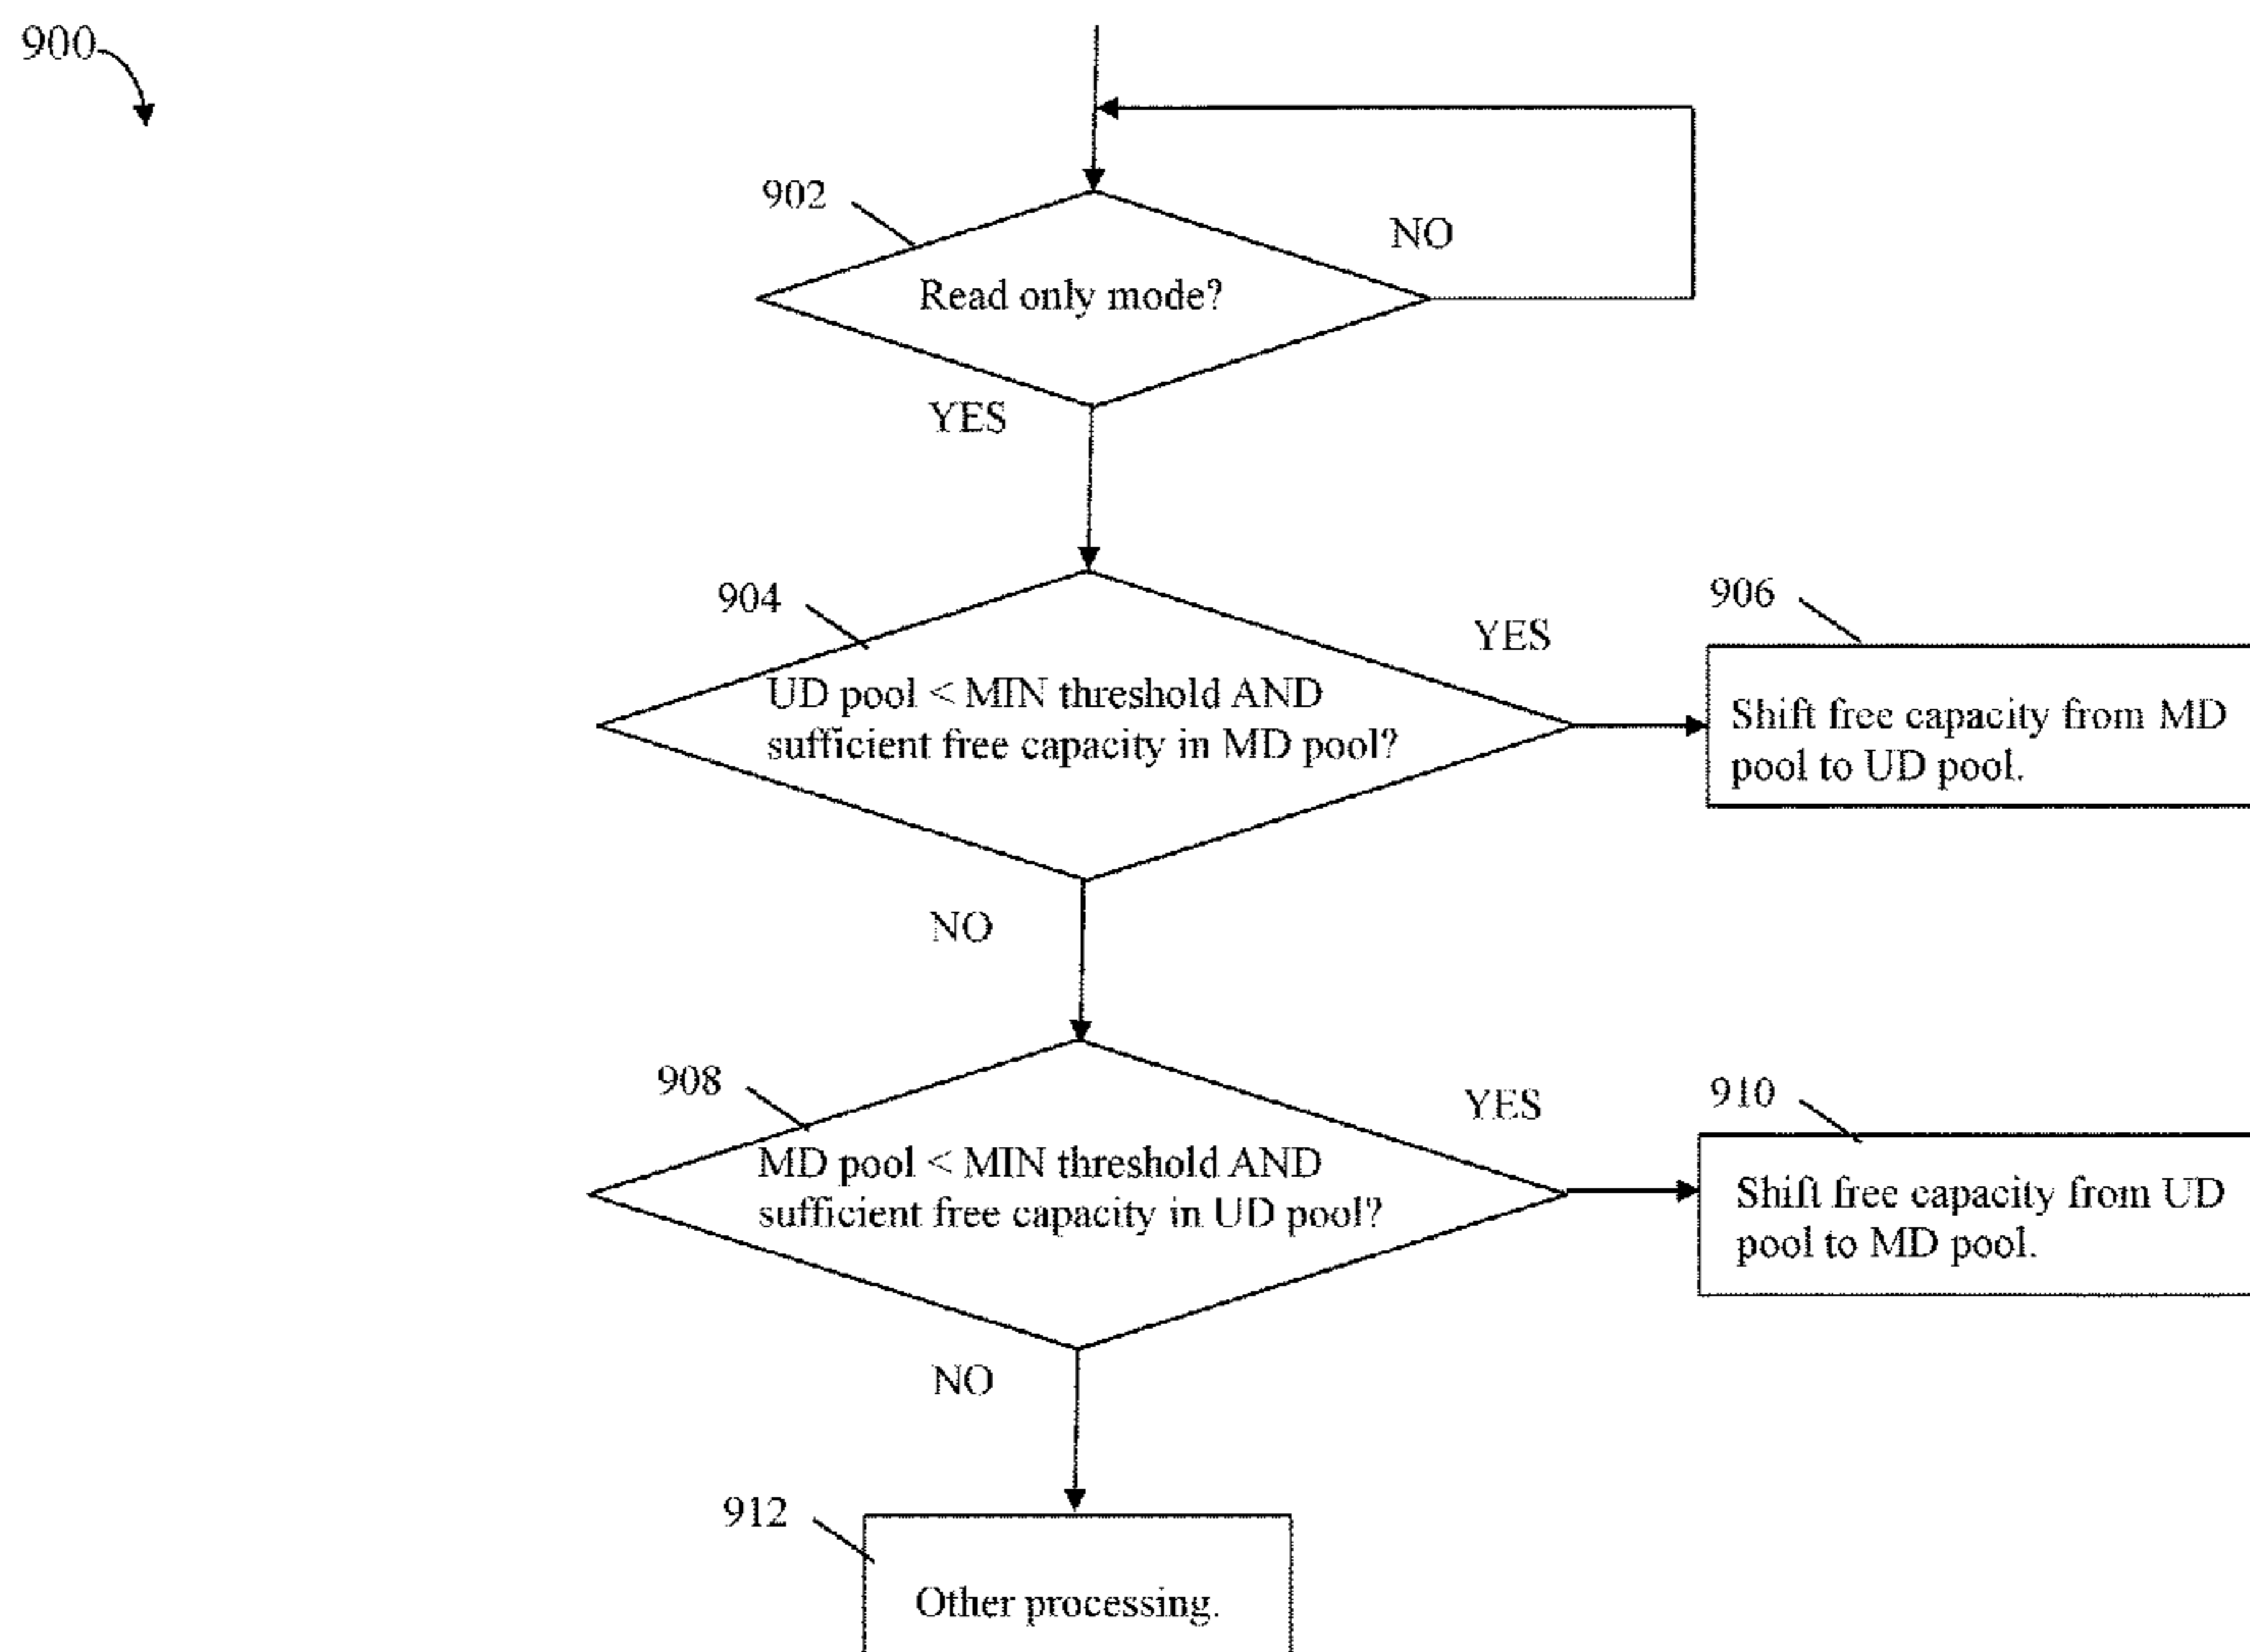 900
902
NO
Read only mode?
YES
904
YES
906
UD pool < MIN threshold AND
sufficient free capacity in MD pool?
Shift free capacity from MD
pool to UD pool.
NO
908
YES
910
MD pool < MIN threshold AND
sufficient free capacity in UD pool?
Shift free capacity from UD
pool to MD pool.
NO
912
Other processing.